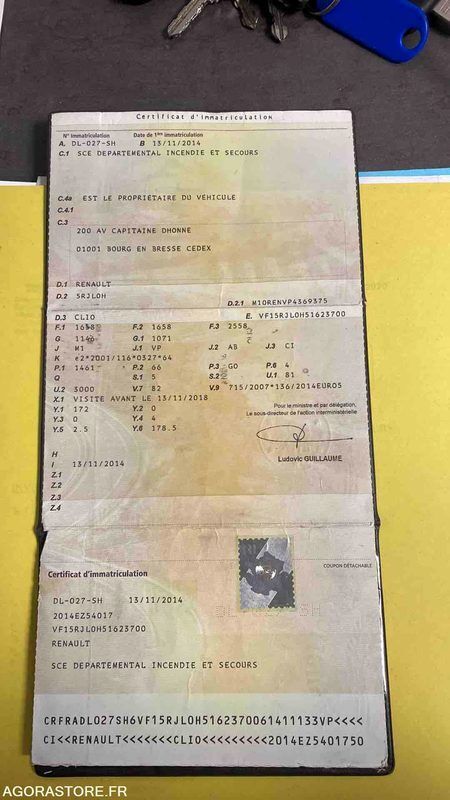 Certificat d'immatriculation
N° immatriculation Date de 1ère immatriculation
A. DL-027-SH B 13/11/2014
C.1 SCE DEPARTEMENTAL INCENDIE ET SECOURS
C.4a EST LE PROPRIÉTAIRE DU VÉHICULE
C.4.1
C.3
200 AV CAPITAINE DHONNE
01001 BOURG EN BRESSE CEDEX
D.1 RENAULT
D.2 5RJL0H D.2.1 M10RENVP4369375
D.3 CLIO E. VF15RJL0H51623700
F.1 1658 F.2 1658 F.3 2558
G 1146 G.1 1071
J M1 J.1 VP J.2 AB J.3 CI
K e2*2001/116*0327*64
P.1 1461 P.2 66 P.3 GO P.6 4
Q S.1 5 S.2 U.1 81
U.2 3000 V.7 82 V.9 715/2007*136/2014EURO5
X.1 VISITE AVANT LE 13/11/2018
Y.1 172 Y.2 0
Y.3 0 Y.4 4
Y.5 2.5 Y.6 178.5
Pour le ministre et par délégation,
Le sous-directeur de l'action interministérielle
Ludovic GUILLAUME
H
I 13/11/2014
Z.1
Z.2
Z.3
Z.4
COUPON DÉTACHABLE
Certificat d'immatriculation
DL-027-SH 13/11/2014
2014EZ54017
VF15RJL0H51623700
RENAULT
DL-027-SH
SCE DEPARTEMENTAL INCENDIE ET SECOURS
CRFRADL027SH6VF15RJL0H5162370061411133VP<<<<
CI<<RENAULT<<<<<<<CLIO<<<<<<<<<2014EZ5401750
AGORASTORE.FR